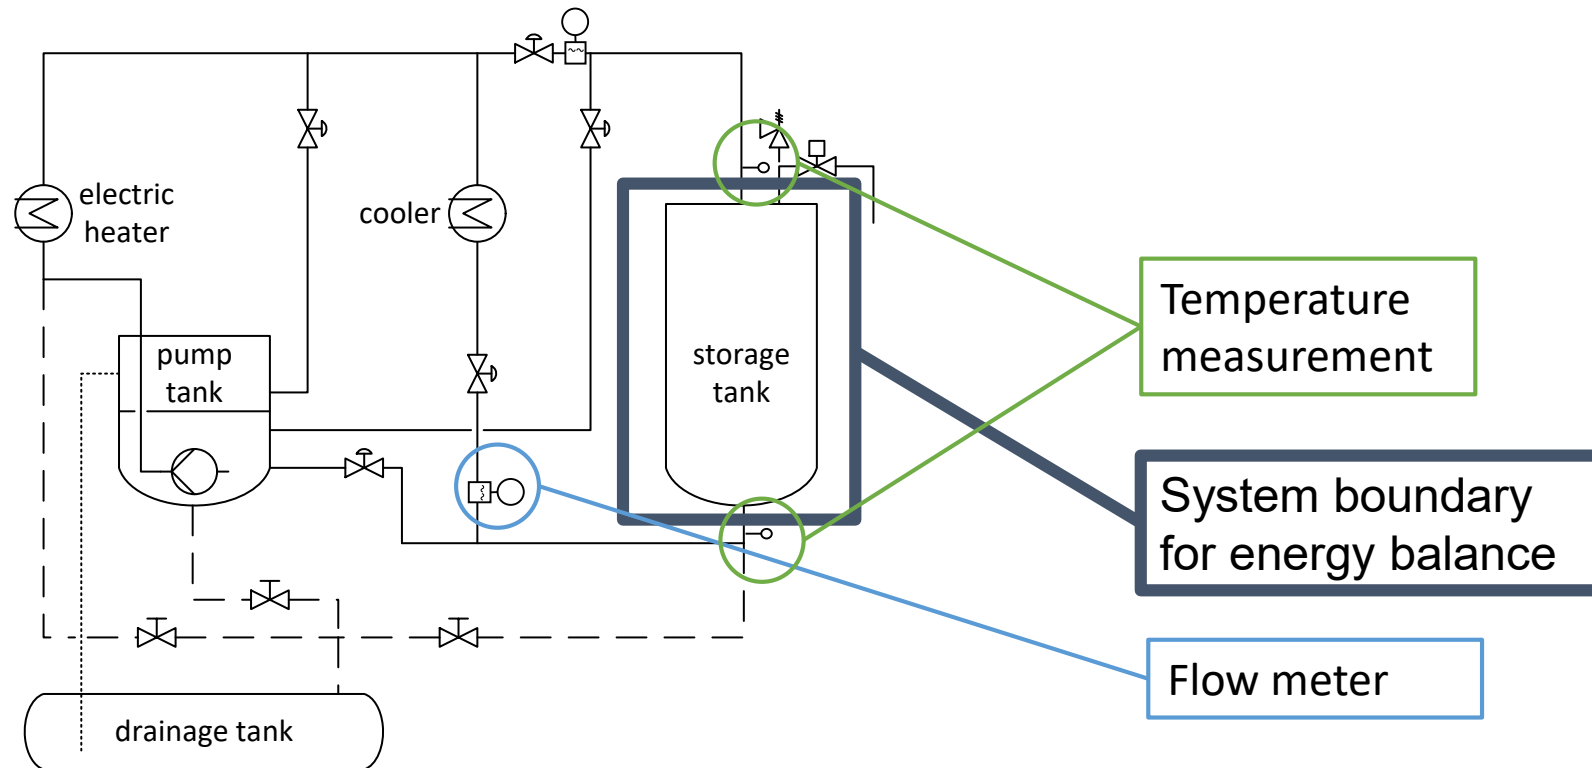 electric
heater
cooler
pump
tank
storage
tank
Temperature
measurement
System boundary
for energy balance
Flow meter
drainage tank